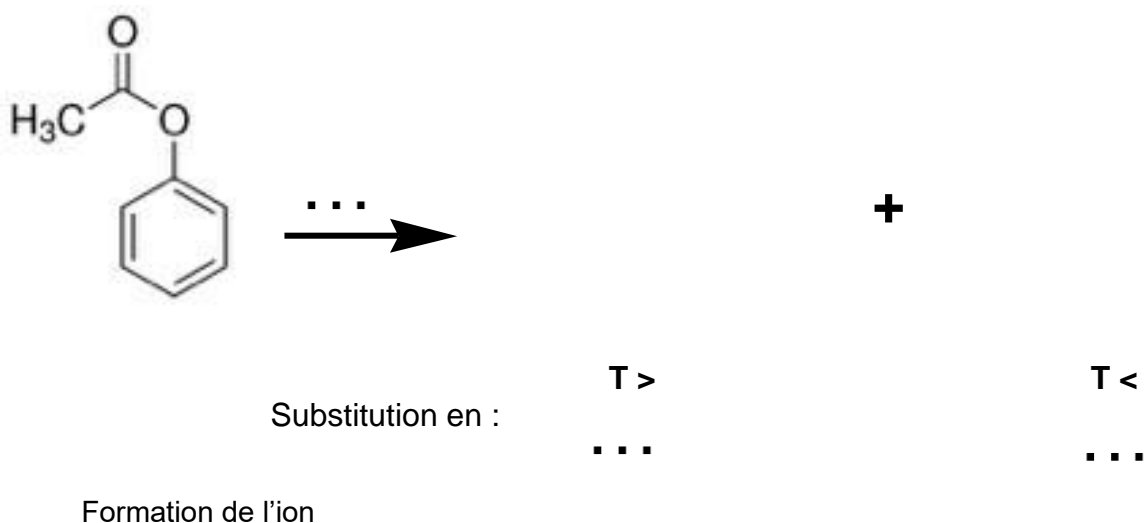 O
H₃C
O
...
+
T >
T <
Substitution en :
...
...
Formation de l’ion